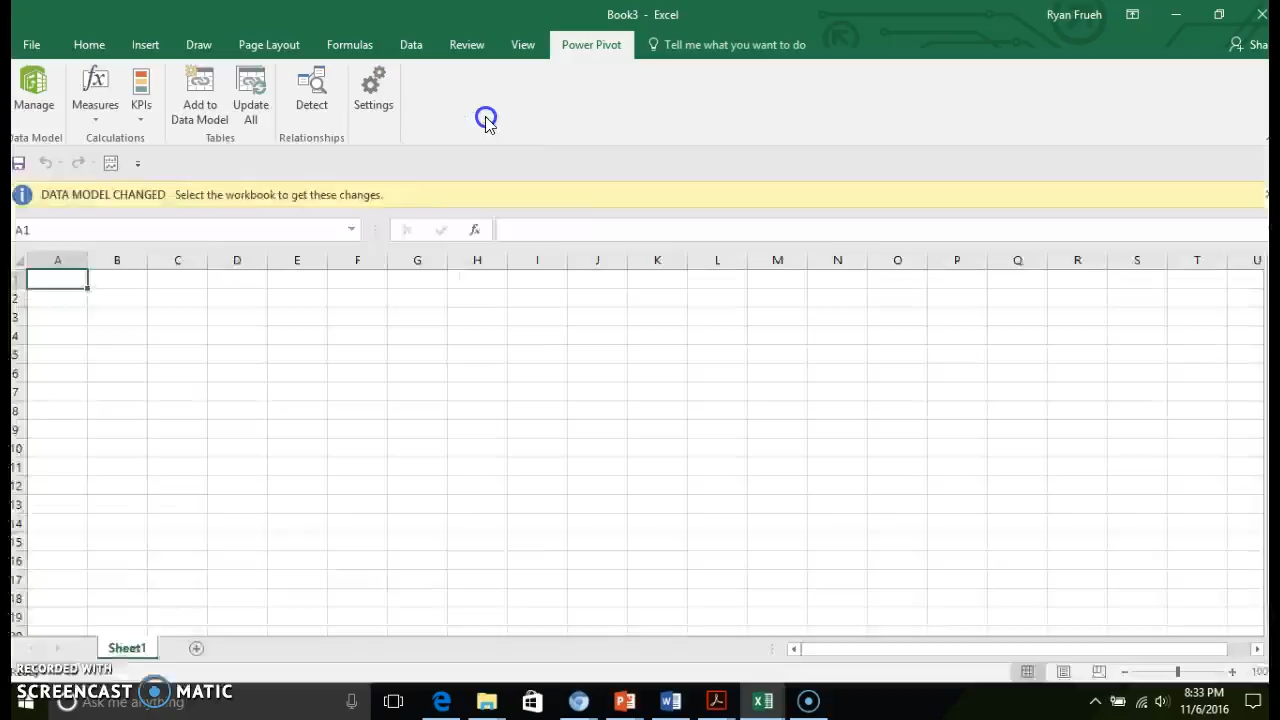 Book3 - Excel
Ryan Frueh
File Home Insert Draw Page Layout Formulas Data Review View Power Pivot Tell me what you want to do Sha
Manage Measures KPIs Add to Data Model Update All Detect Settings
ata Model Calculations Tables Relationships
DATA MODEL CHANGED Select the workbook to get these changes.
A1 fx
A B C D E F G H I J K L M N O P Q R S T U
1
2
3
4
5
6
7
8
9
10
11
12
13
14
15
16
17
18
19
Sheet1
RECORDED WITH
100
SCREENCAST MATIC
Ask me anything
8:33 PM
11/6/2016